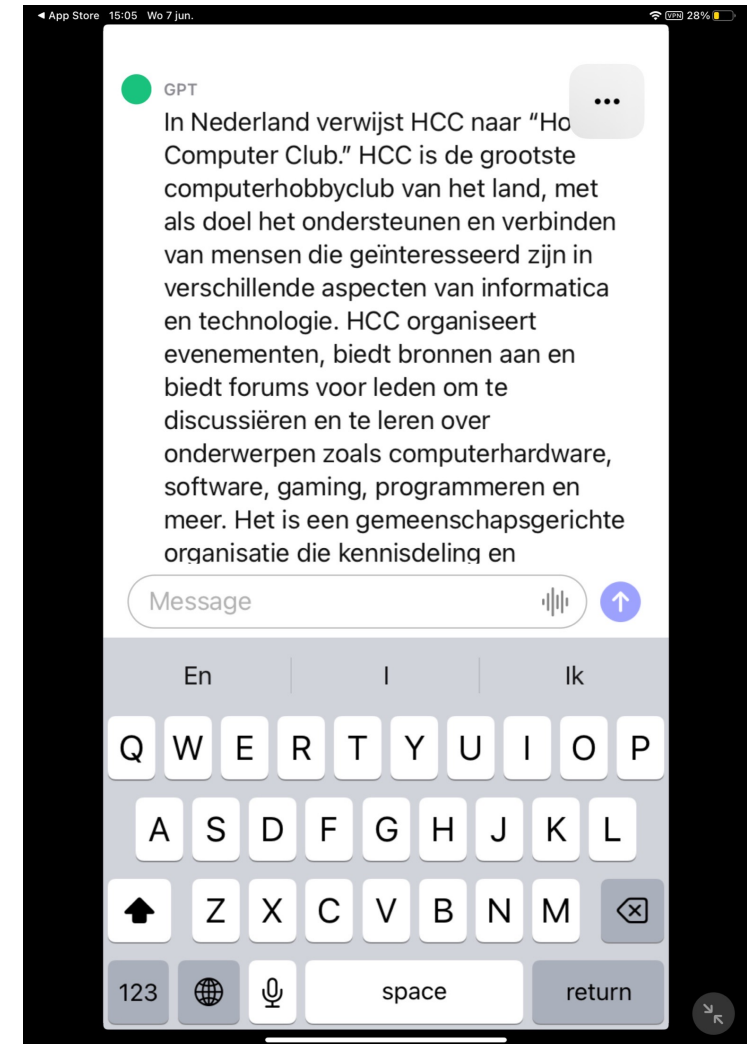 ◀ App Store 15:05 Wo 7 jun. VPN 28%
GPT
In Nederland verwijst HCC naar “Ho
Computer Club.” HCC is de grootste
computerhobbyclub van het land, met
als doel het ondersteunen en verbinden
van mensen die geïnteresseerd zijn in
verschillende aspecten van informatica
en technologie. HCC organiseert
evenementen, biedt bronnen aan en
biedt forums voor leden om te
discussiëren en te leren over
onderwerpen zoals computerhardware,
software, gaming, programmeren en
meer. Het is een gemeenschapsgerichte
organisatie die kennisdeling en
Message
En I Ik
Q W E R T Y U I O P
A S D F G H J K L
Z X C V B N M
123 space return